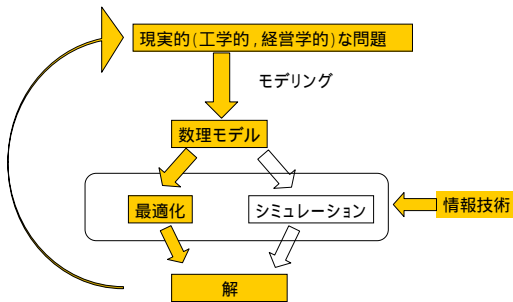 現実的(工学的,経営学的)な問題
モデリング
数理モデル
最適化
シミュレーション
情報技術
解